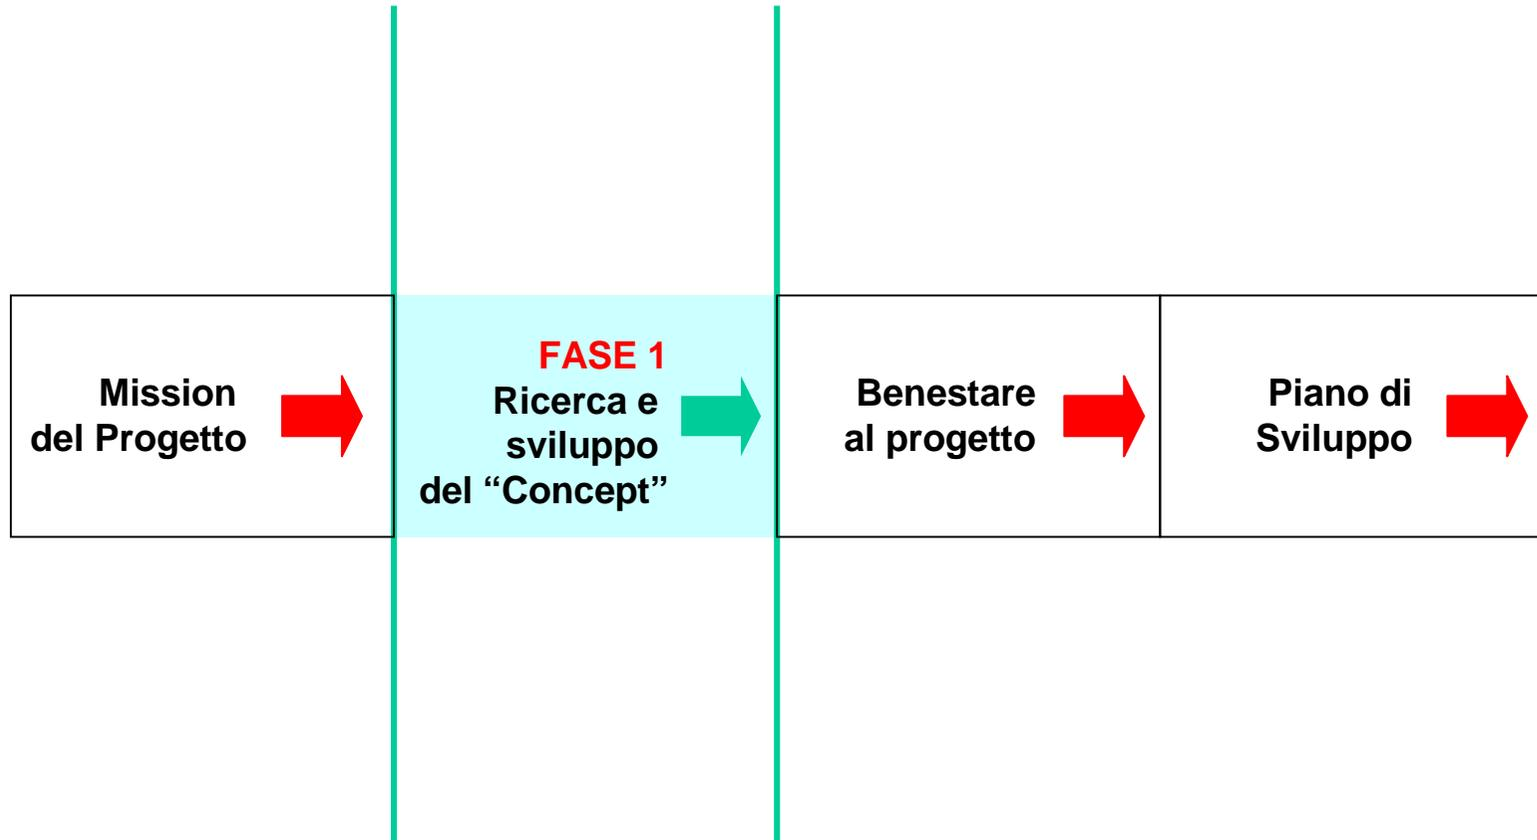 Mission
del Progetto
FASE 1
Ricerca e
sviluppo
del “Concept”
Benestare
al progetto
Piano di
Sviluppo